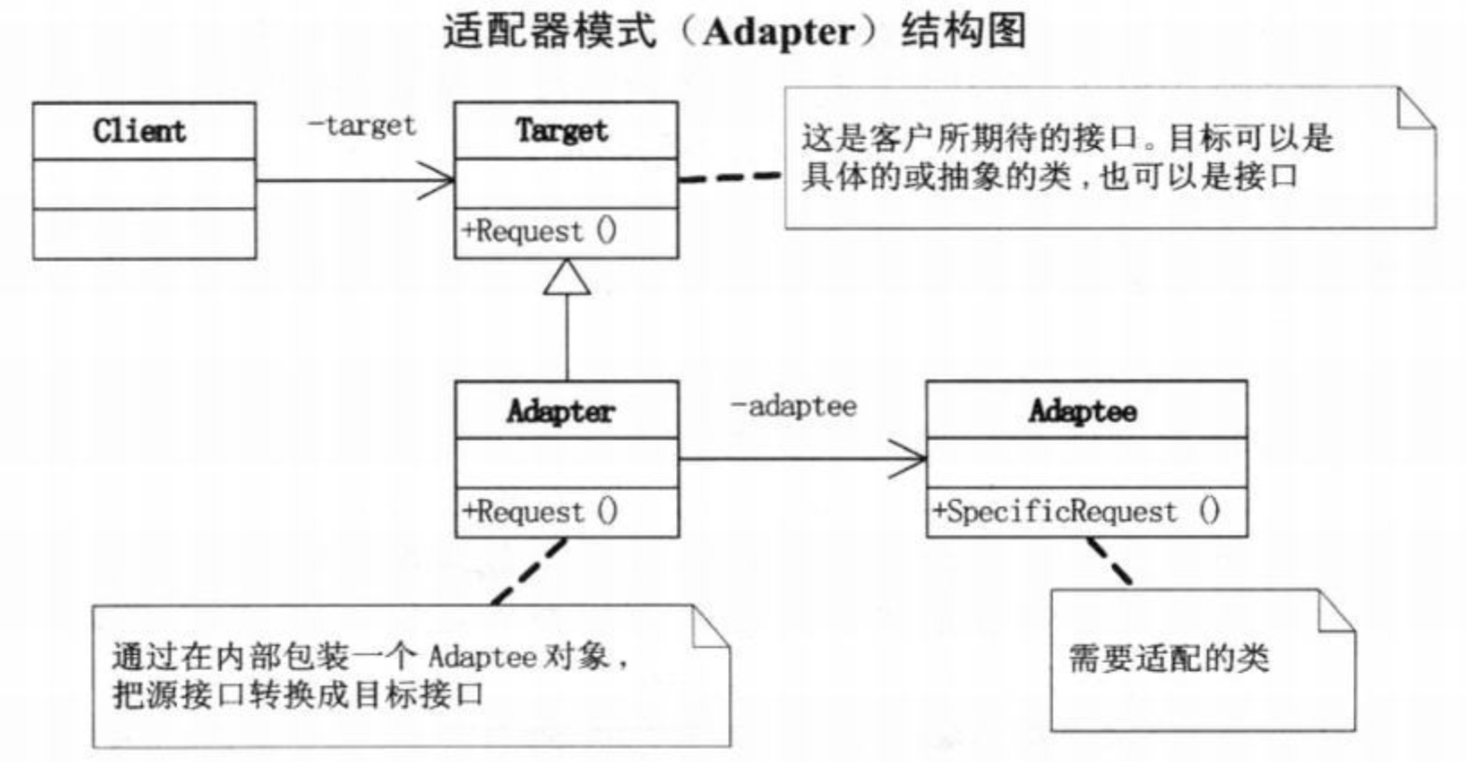 适配器模式（Adapter）结构图
Client
-target
Target
+Request()
这是客户所期待的接口。目标可以是
具体的或抽象的类，也可以是接口
Adapter
+Request()
-adaptee
Adaptee
+SpecificRequest ()
通过在内部包装一个 Adaptee 对象，
把源接口转换成目标接口
需要适配的类